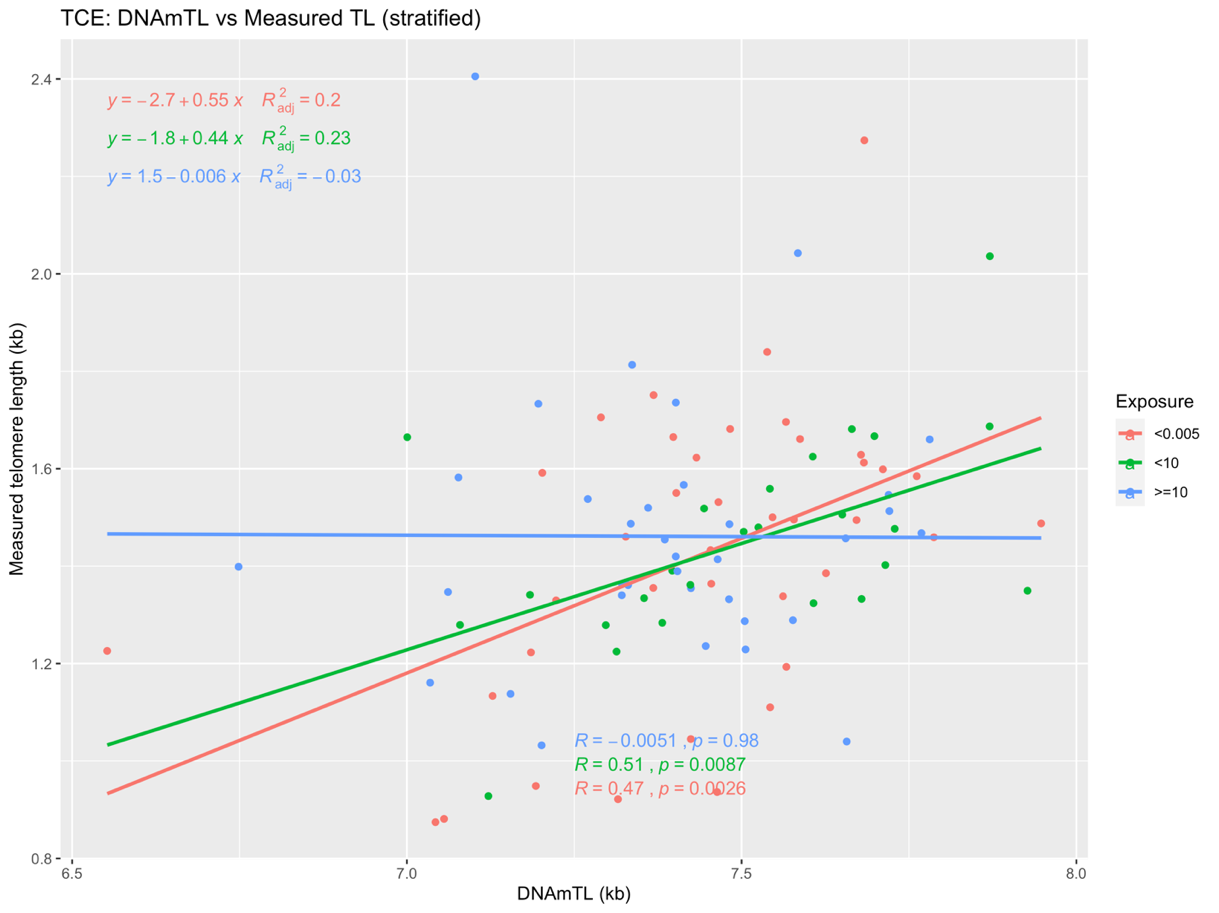 TCE: DNAmTL vs Measured TL (stratified)
2.4
2.0
1.6
1.2
0.8
Measured telomere length (kb)
y = −2.7 + 0.55 x R²adj = 0.2
y = −1.8 + 0.44 x R²adj = 0.23
y = 1.5 − 0.006 x R²adj = −0.03
R = −0.0051 , p = 0.98
R = 0.51 , p = 0.0087
R = 0.47 , p = 0.0026
6.5 7.0 7.5 8.0
DNAmTL (kb)
Exposure
a <0.005
a <10
a >=10